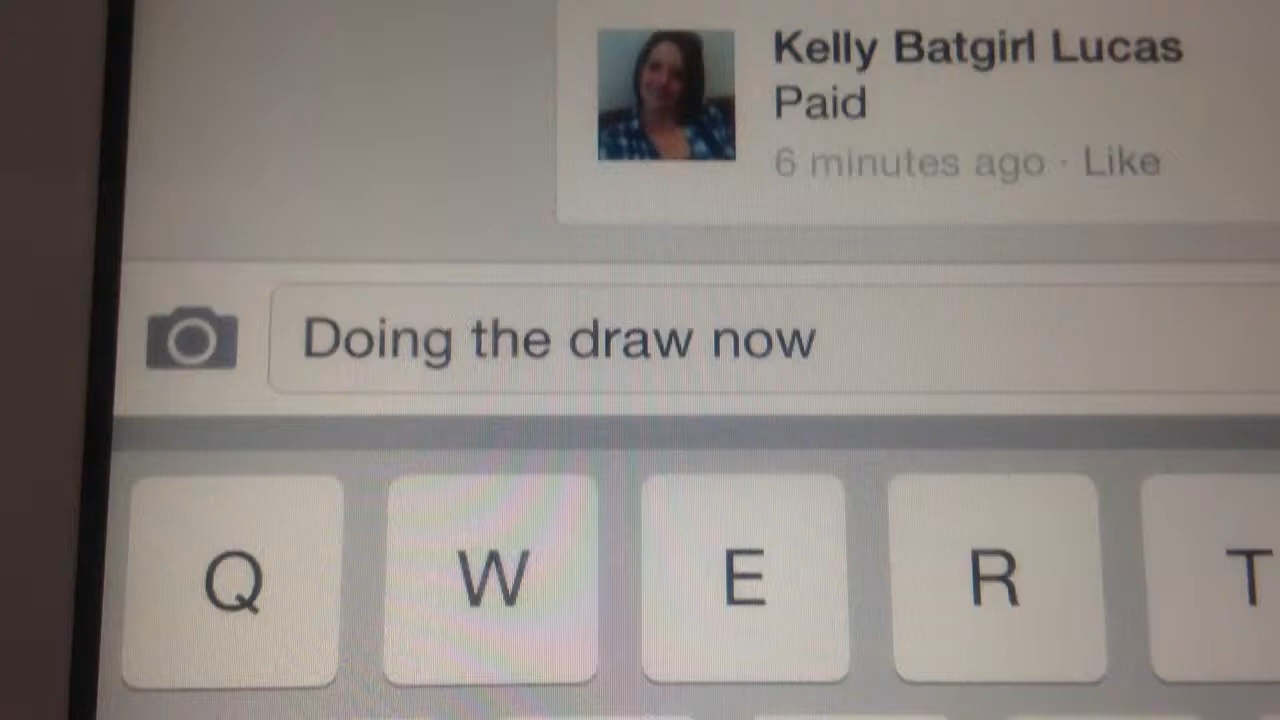 Kelly Batgirl Lucas
Paid
6 minutes ago · Like
Doing the draw now
Q W E R T